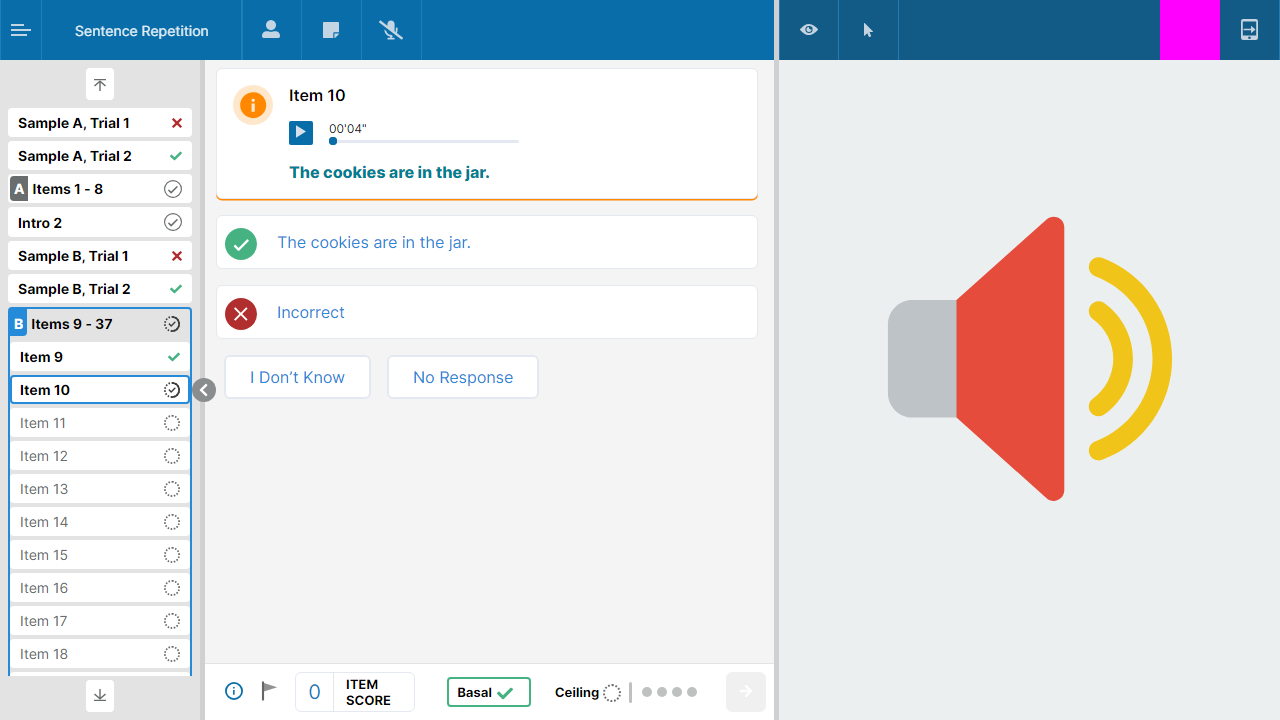 Sentence Repetition
Sample A, Trial 1
Sample A, Trial 2
A Items 1 - 8
Intro 2
Sample B, Trial 1
Sample B, Trial 2
B Items 9 - 37
Item 9
Item 10
Item 11
Item 12
Item 13
Item 14
Item 15
Item 16
Item 17
Item 18
Item 10
00'04"
The cookies are in the jar.
The cookies are in the jar.
Incorrect
I Don’t Know
No Response
0
ITEM
SCORE
Basal
Ceiling